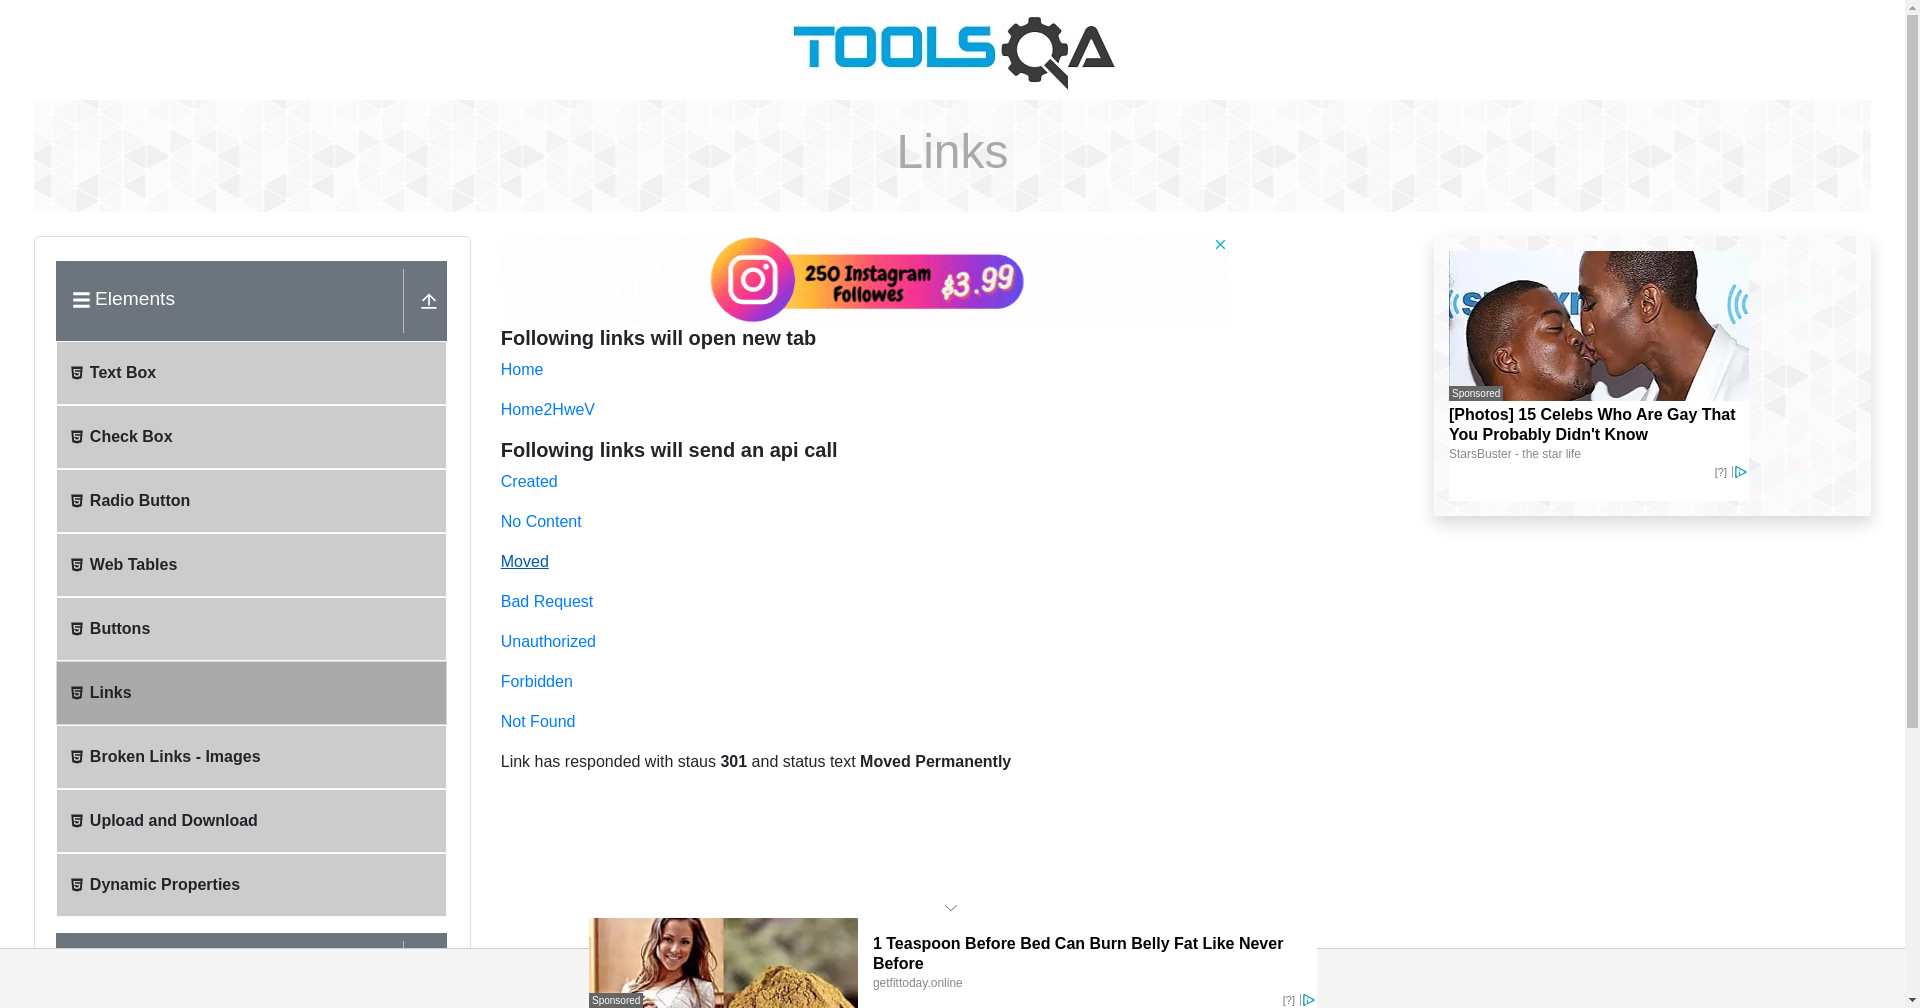 TOOLSQA
Links
Elements
Text Box
Check Box
Radio Button
Web Tables
Buttons
Links
Broken Links - Images
Upload and Download
Dynamic Properties
250 Instagram
Followes
$3.99
Following links will open new tab
Home
Home2HweV
Following links will send an api call
Created
No Content
Moved
Bad Request
Unauthorized
Forbidden
Not Found
Link has responded with staus 301 and status text Moved Permanently
Sponsored
[Photos] 15 Celebs Who Are Gay That
You Probably Didn't Know
StarsBuster - the star life
[?]
Sponsored
1 Teaspoon Before Bed Can Burn Belly Fat Like Never
Before
getfittoday.online
[?]